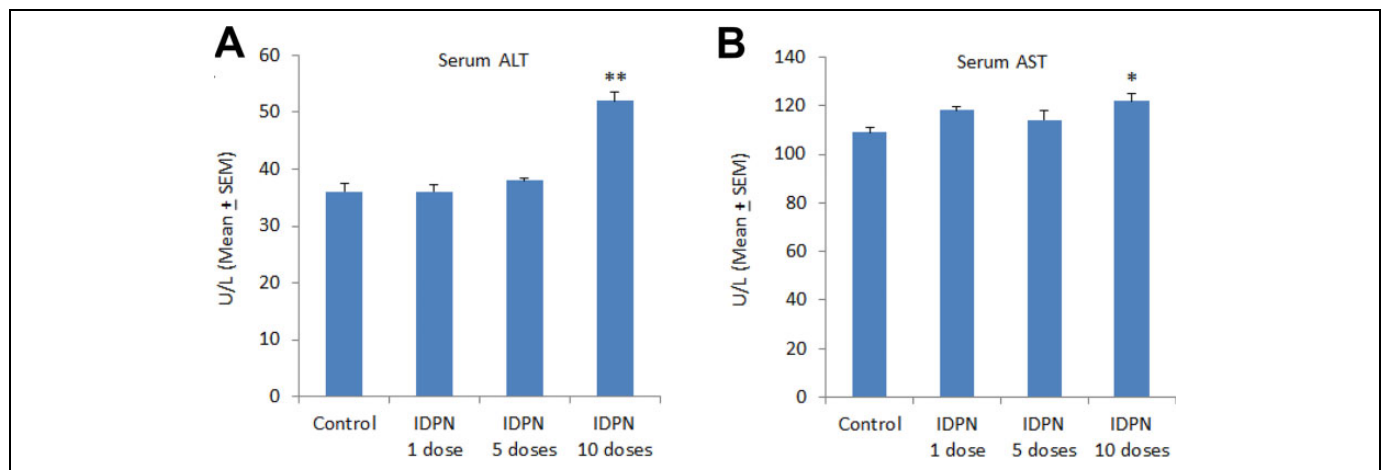 A
Serum ALT
**
60
50
40
30
20
10
0
U/L (Mean ± SEM)
Control
IDPN
1 dose
IDPN
5 doses
IDPN
10 doses
B
Serum AST
*
140
120
100
80
60
40
20
0
U/L (Mean ± SEM)
Control
IDPN
1 dose
IDPN
5 doses
IDPN
10 doses